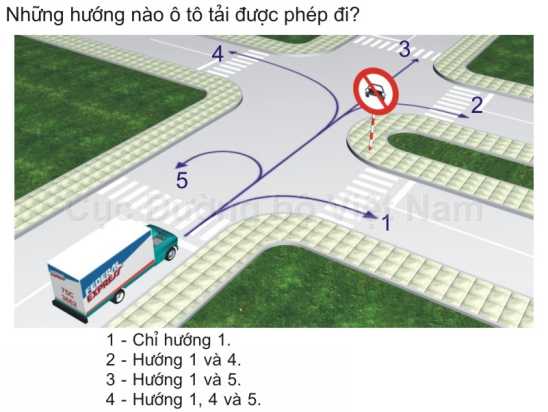 Những hướng nào ô tô tải được phép đi?
4
3
2
5
Cục Đường bộ Việt Nam
1
FEDERAL
EXPRESS
75C
3662
1 - Chỉ hướng 1.
2 - Hướng 1 và 4.
3 - Hướng 1 và 5.
4 - Hướng 1, 4 và 5.